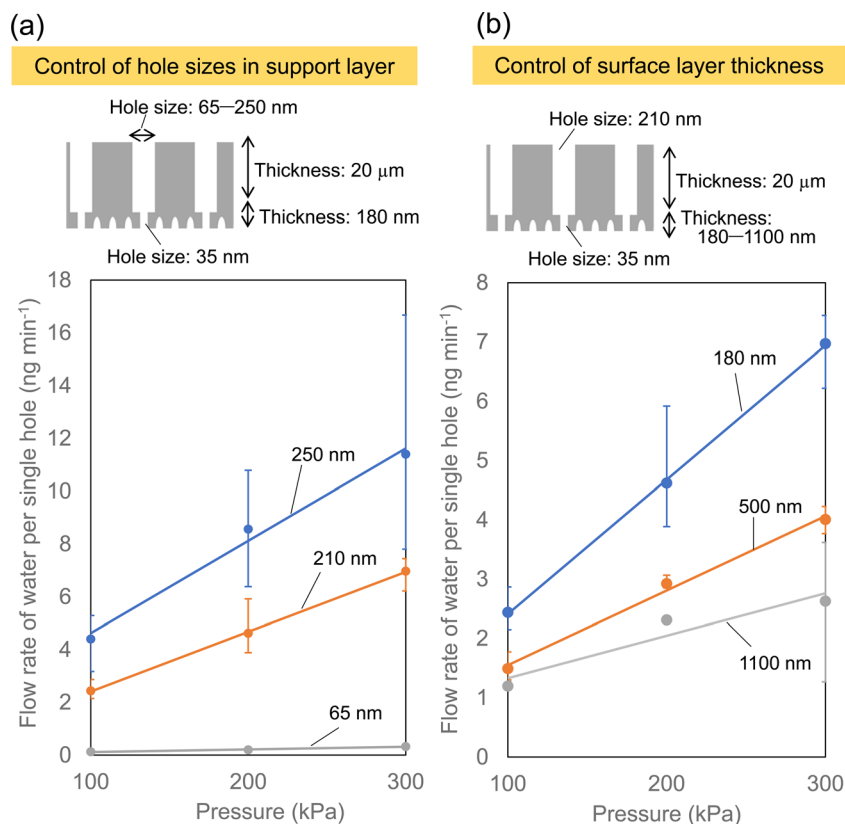 (a)
Control of hole sizes in support layer
Hole size: 65—250 nm
Thickness: 20 μm
Thickness: 180 nm
Hole size: 35 nm
Flow rate of water per single hole (ng min-1)
18
16
14
12
10
8
6
4
2
0
250 nm
210 nm
65 nm
100
200
300
Pressure (kPa)
(b)
Control of surface layer thickness
Hole size: 210 nm
Thickness: 20 μm
Thickness:
180—1100 nm
Hole size: 35 nm
Flow rate of water per single hole (ng min-1)
8
7
6
5
4
3
2
1
0
180 nm
500 nm
1100 nm
100
200
300
Pressure (kPa)